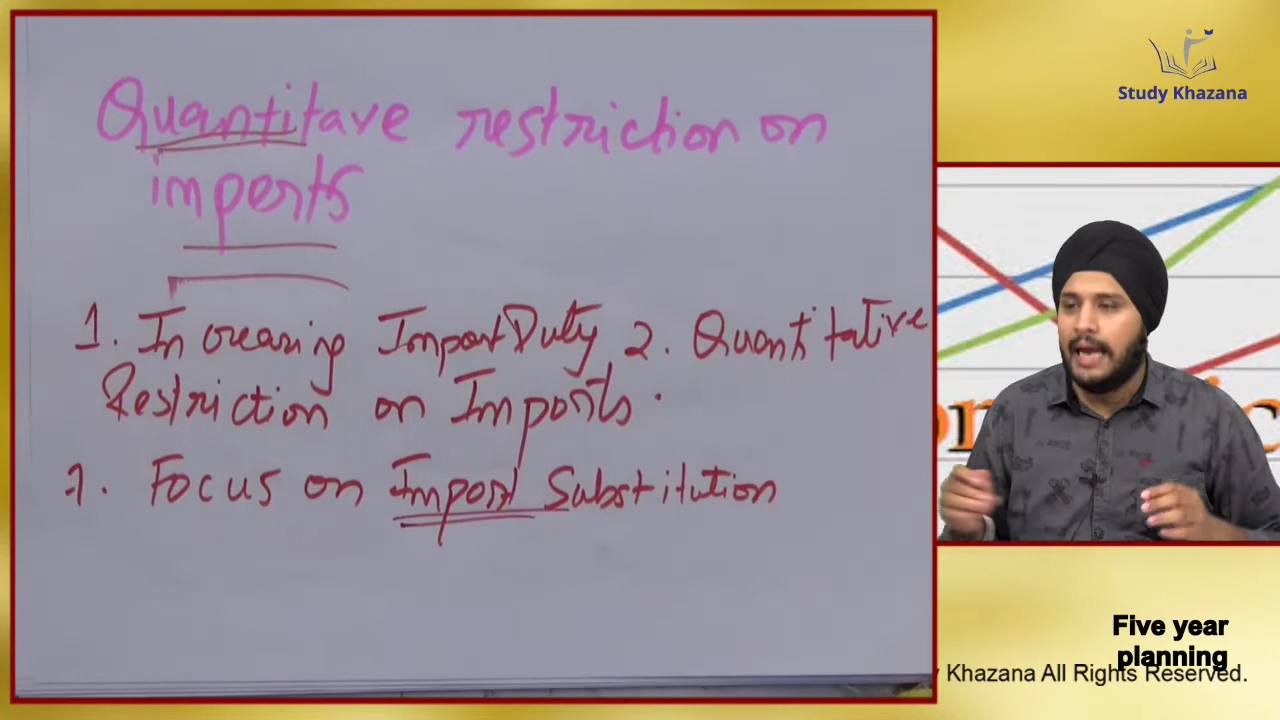 Quantitave restriction on
imports
1. Increasing Import Duty 2. Quantitative
Restriction on Imports.
1. Focus on Import Substitution
Study Khazana
Five year
planning
Khazana All Rights Reserved.